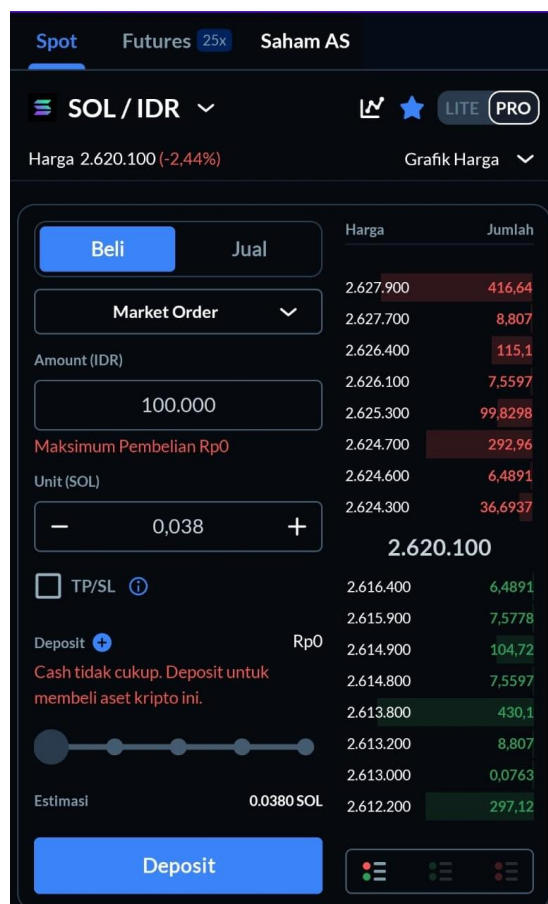 Spot Futures 25x Saham AS
SOL / IDR LITE PRO
Harga 2.620.100 (-2,44%) Grafik Harga
Beli Jual
Market Order
Amount (IDR)
100.000
Maksimum Pembelian Rp0
Unit (SOL)
− 0,038 +
TP/SL
Deposit Rp0
Cash tidak cukup. Deposit untuk
membeli aset kripto ini.
Estimasi 0.0380 SOL
Deposit
Harga Jumlah
2.627.900 416,64
2.627.700 8,807
2.626.400 115,1
2.626.100 7,5597
2.625.300 99,8298
2.624.700 292,96
2.624.600 6,4891
2.624.300 36,6937
2.620.100
2.616.400 6,4891
2.615.900 7,5778
2.614.900 104,72
2.614.800 7,5597
2.613.800 430,1
2.613.200 8,807
2.613.000 0,0763
2.612.200 297,12